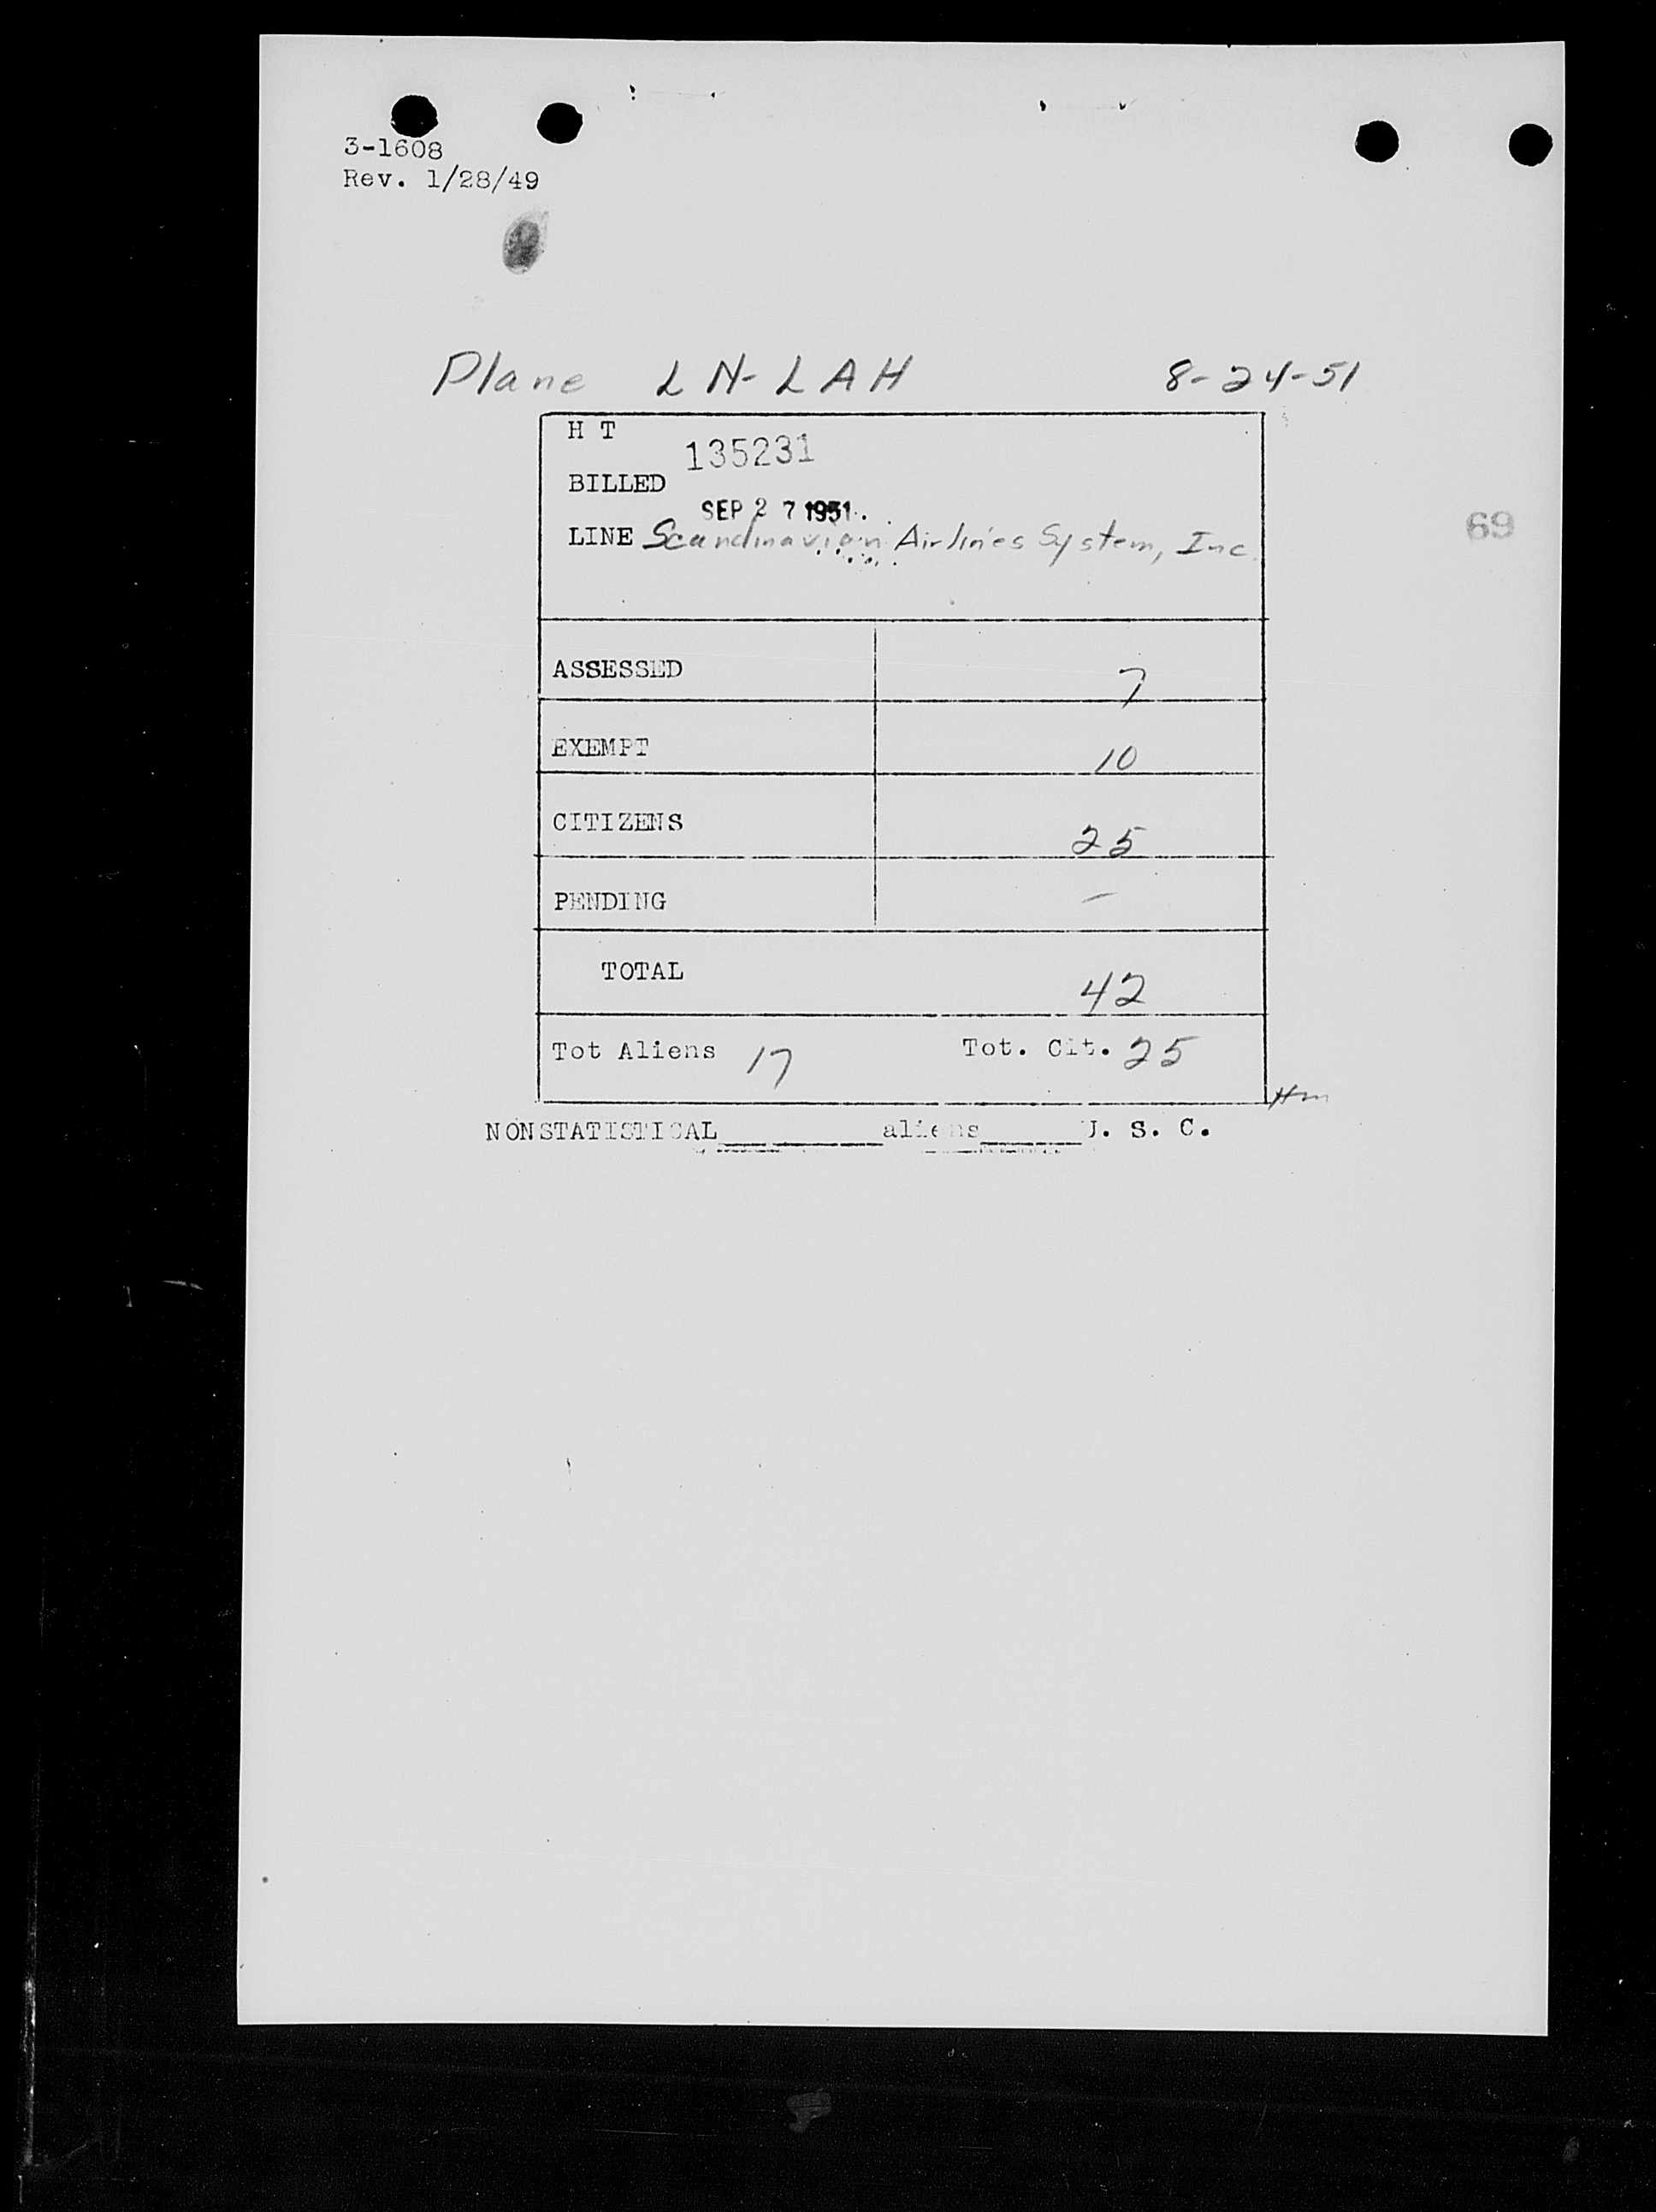 3-1608
Rev. 1/28/49
Plane LN-LAH 8-24-51
H T
135231
BILLED
SEP 27 1951
LINE Scandinavian Airlines System, Inc.
69
ASSESSED 7
EXEMPT 10
CITIZENS 25
PENDING –
TOTAL 42
Tot Aliens 17 Tot. Cit. 25
Hm
NONSTATISTICAL________aliens_____U. S. C.